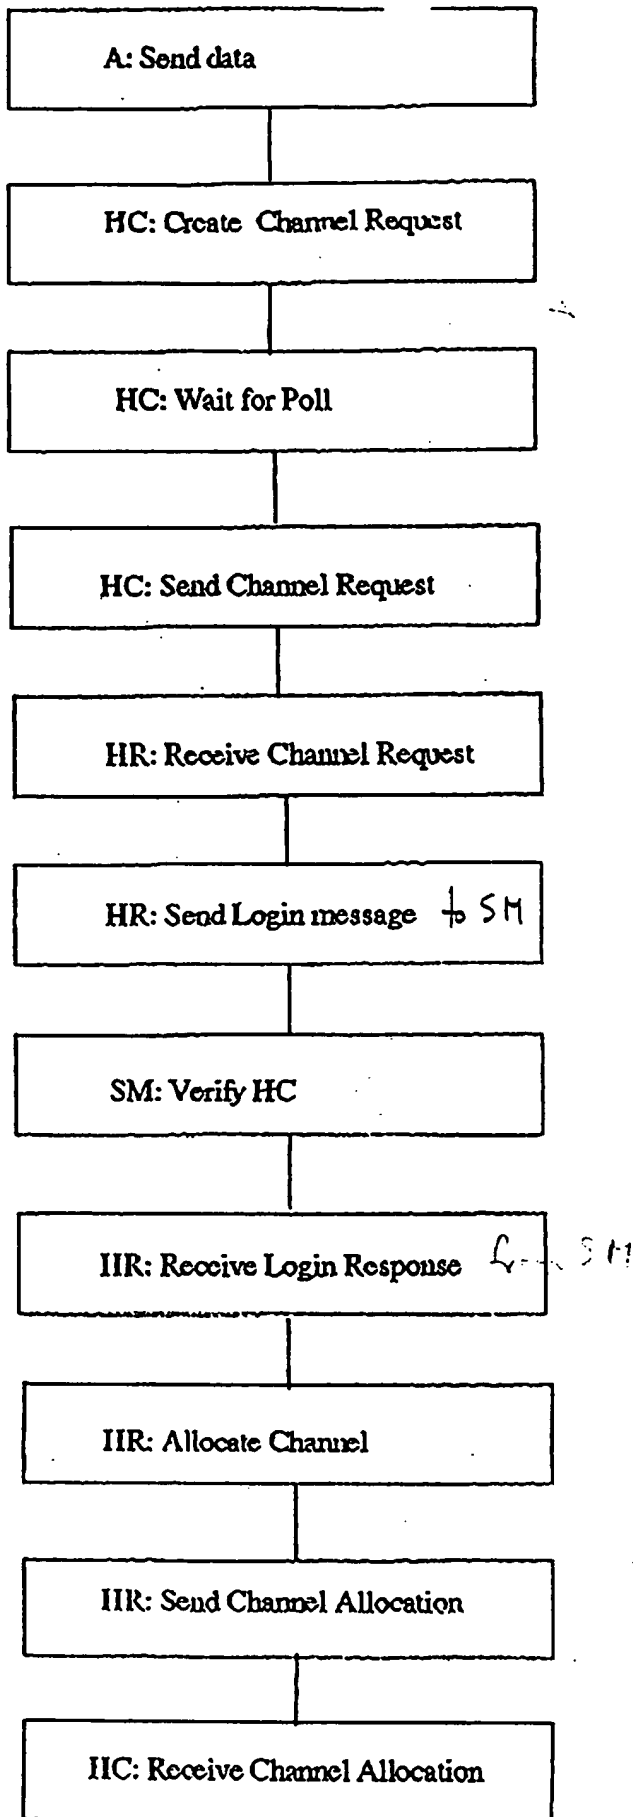 A: Send data
HC: Create Channel Request
HC: Wait for Poll
HC: Send Channel Request
HR: Receive Channel Request
HR: Send Login message to SM
SM: Verify HC
HR: Receive Login Response SM
HR: Allocate Channel
HR: Send Channel Allocation
HC: Receive Channel Allocation